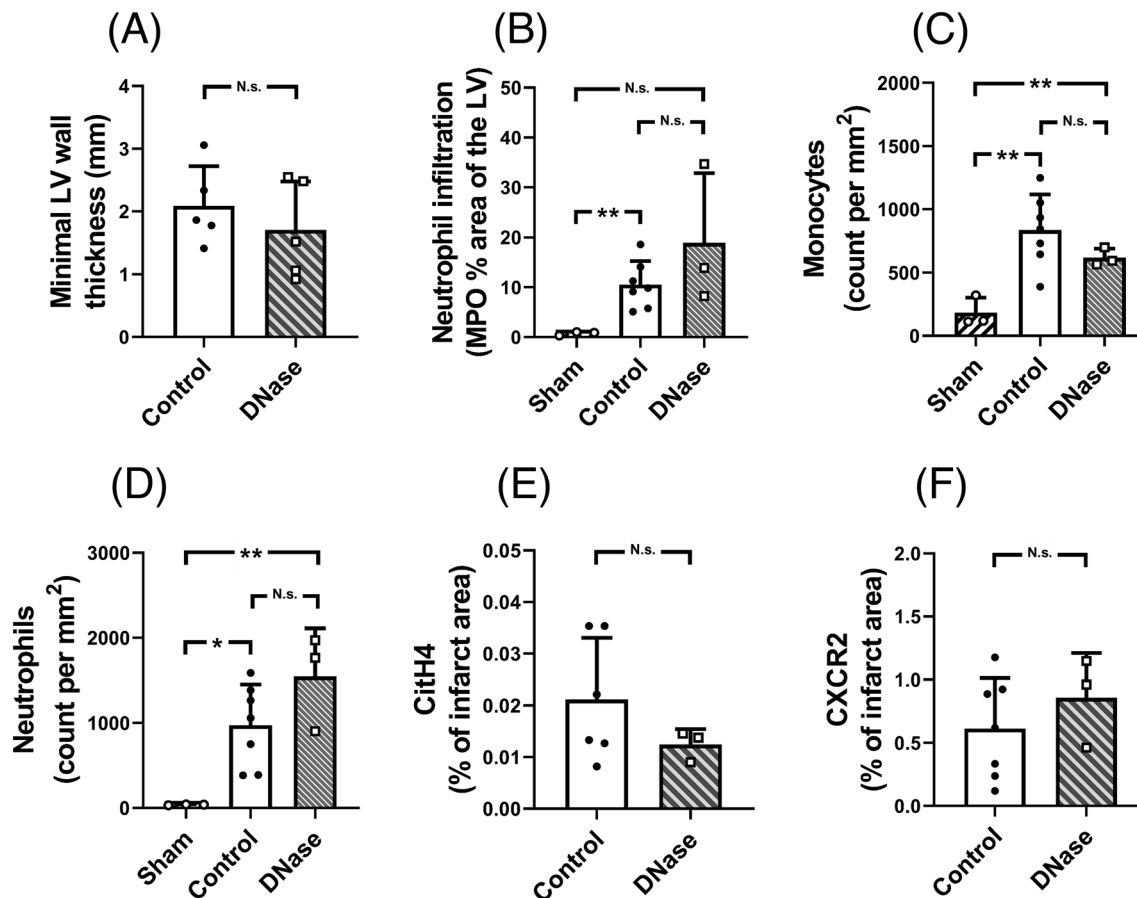 (A)
Minimal LV wall
thickness (mm)
4
3
2
1
0
N.s.
Control
DNase
(B)
Neutrophil infiltration
(MPO % area of the LV)
50
40
30
20
10
0
N.s.
N.s.
**
Sham
Control
DNase
(C)
Monocytes
(count per mm²)
2000
1500
1000
500
0
**
N.s.
**
Sham
Control
DNase
(D)
Neutrophils
(count per mm²)
3000
2000
1000
0
**
N.s.
*
Sham
Control
DNase
(E)
CitH4
(% of infarct area)
0.05
0.04
0.03
0.02
0.01
0.00
N.s.
Control
DNase
(F)
CXCR2
(% of infarct area)
2.0
1.5
1.0
0.5
0.0
N.s.
Control
DNase